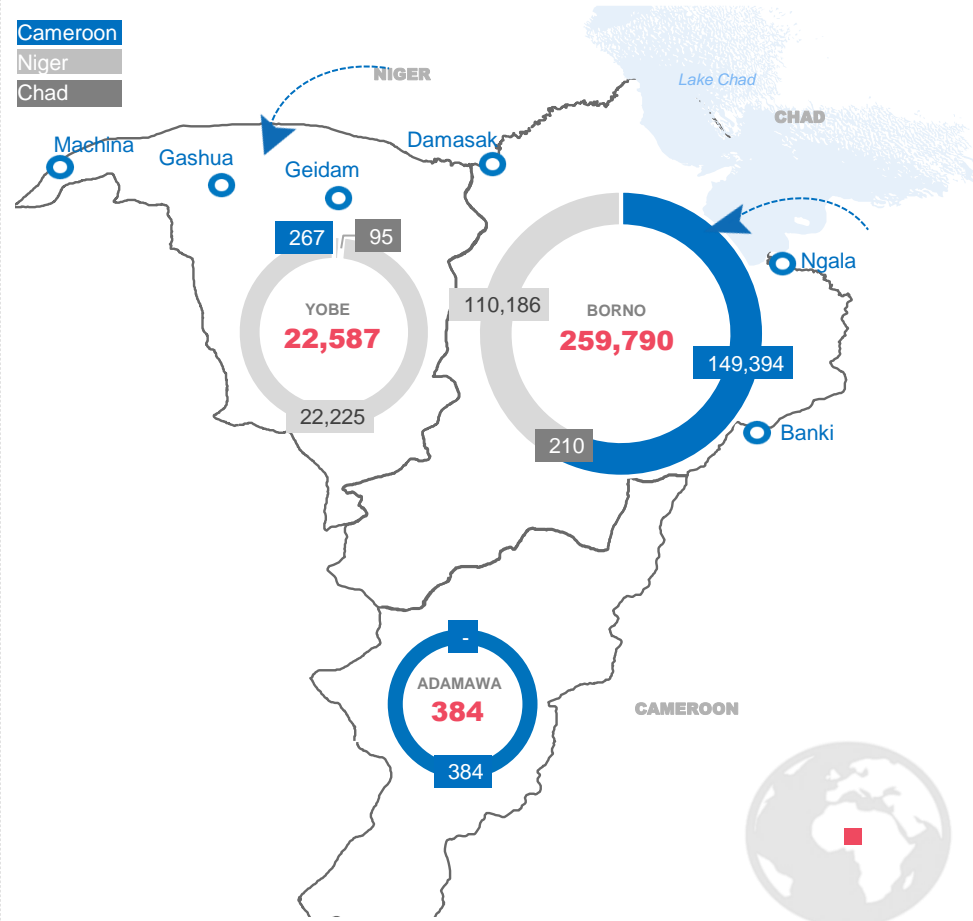 Cameroon
Niger
Chad
NIGER
Lake Chad
CHAD
Machina
Gashua
Geidam
Damasak
Ngala
267
95
YOBE
22,587
22,225
110,186
BORNO
259,790
149,394
210
Banki
-
ADAMAWA
384
384
CAMEROON